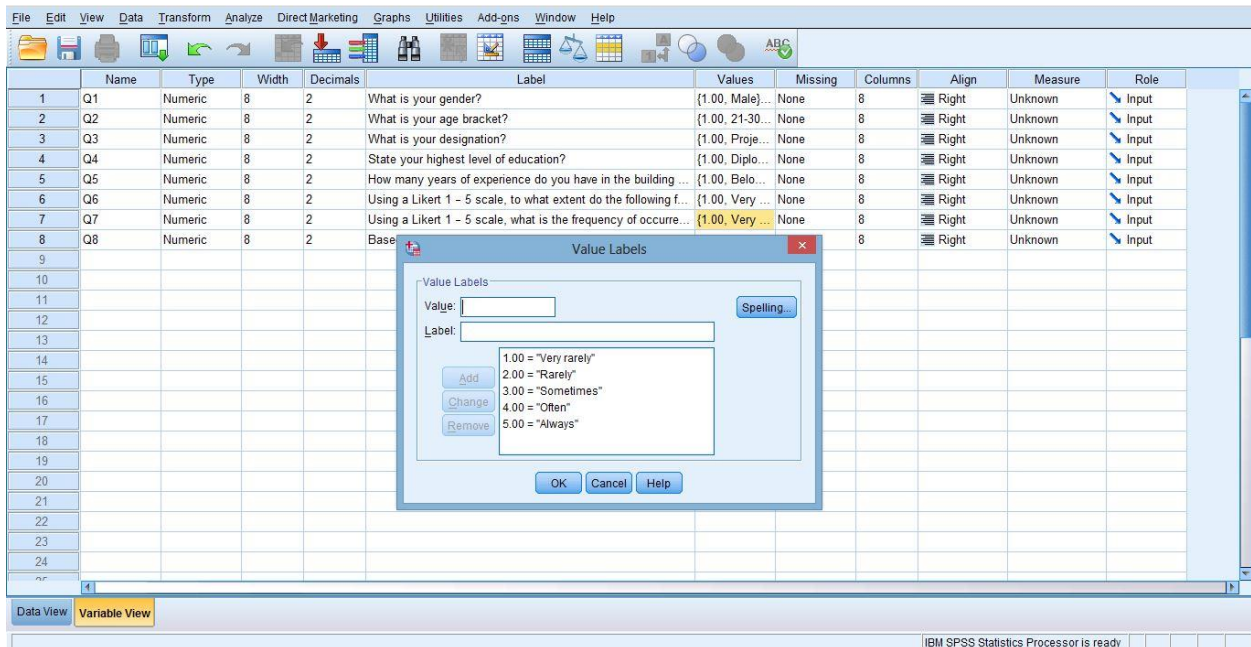 File Edit View Data Transform Analyze Direct Marketing Graphs Utilities Add-ons Window Help
Name Type Width Decimals Label Values Missing Columns Align Measure Role
1 Q1 Numeric 8 2 What is your gender? {1.00, Male}... None 8 Right Unknown Input
2 Q2 Numeric 8 2 What is your age bracket? {1.00, 21-30... None 8 Right Unknown Input
3 Q3 Numeric 8 2 What is your designation? {1.00, Proje... None 8 Right Unknown Input
4 Q4 Numeric 8 2 State your highest level of education? {1.00, Diplo... None 8 Right Unknown Input
5 Q5 Numeric 8 2 How many years of experience do you have in the building ... {1.00, Belo... None 8 Right Unknown Input
6 Q6 Numeric 8 2 Using a Likert 1 – 5 scale, to what extent do the following f... {1.00, Very ... None 8 Right Unknown Input
7 Q7 Numeric 8 2 Using a Likert 1 – 5 scale, what is the frequency of occurre... {1.00, Very ... None 8 Right Unknown Input
8 Q8 Numeric 8 2 Base 8 Right Unknown Input
9
10
11
12
13
14
15
16
17
18
19
20
21
22
23
24
Value Labels
Value Labels
Value:
Spelling...
Label:
1.00 = "Very rarely"
2.00 = "Rarely"
3.00 = "Sometimes"
4.00 = "Often"
5.00 = "Always"
Add
Change
Remove
OK Cancel Help
Data View Variable View
IBM SPSS Statistics Processor is ready